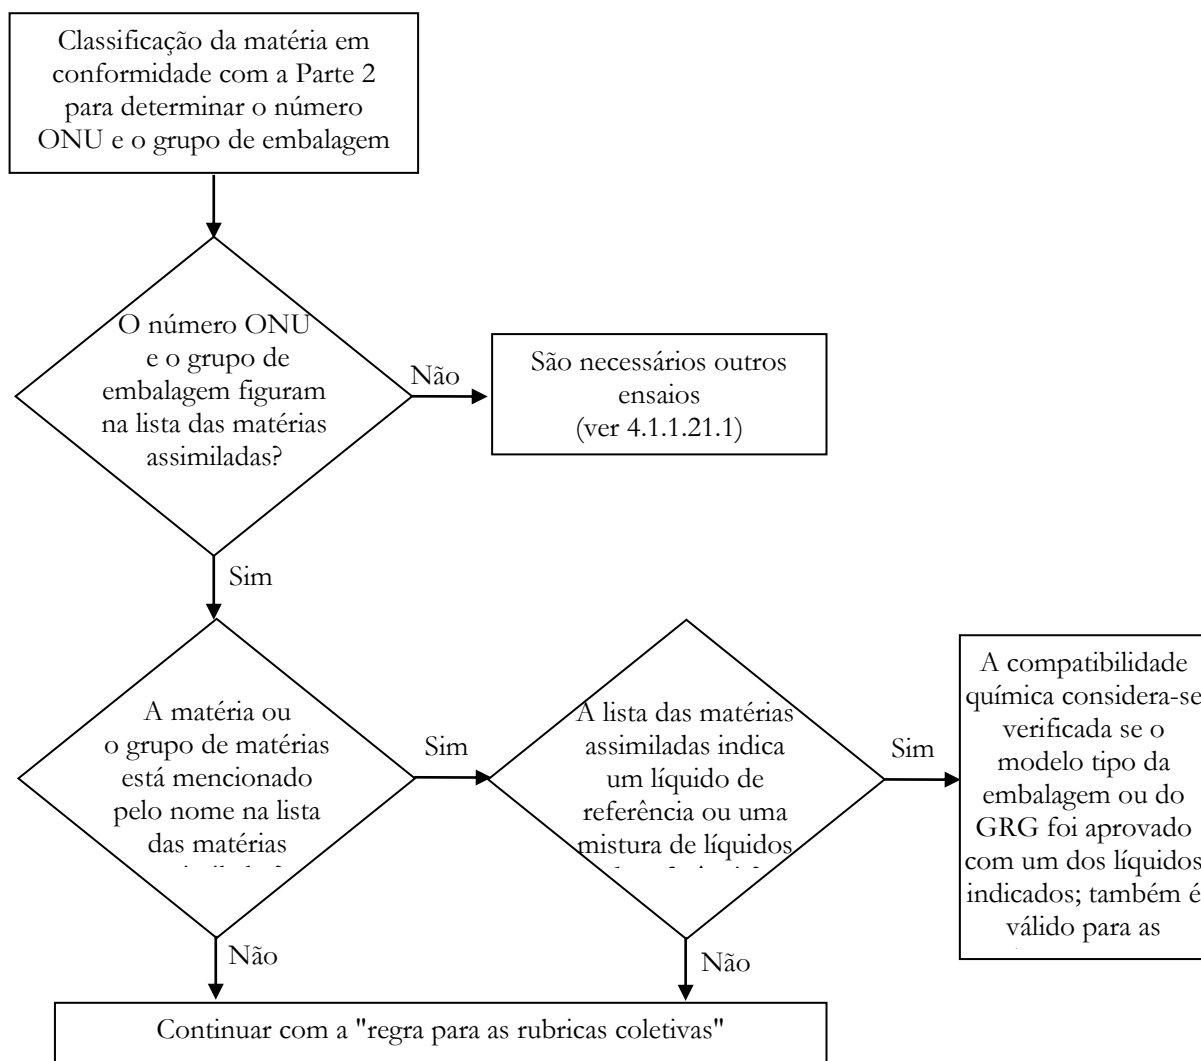 Classificação da matéria em
conformidade com a Parte 2
para determinar o número
ONU e o grupo de embalagem
O número ONU
e o grupo de
embalagem figuram
na lista das matérias
assimiladas?
Não
São necessários outros
ensaios
(ver 4.1.1.21.1)
Sim
A matéria ou
o grupo de matérias
está mencionado
pelo nome na lista
das matérias
Sim
A lista das matérias
assimiladas indica
um líquido de
referência ou uma
mistura de líquidos
Sim
A compatibilidade
química considera-se
verificada se o
modelo tipo da
embalagem ou do
GRG foi aprovado
com um dos líquidos
indicados; também é
válido para as
Não
Não
Continuar com a "regra para as rubricas coletivas"